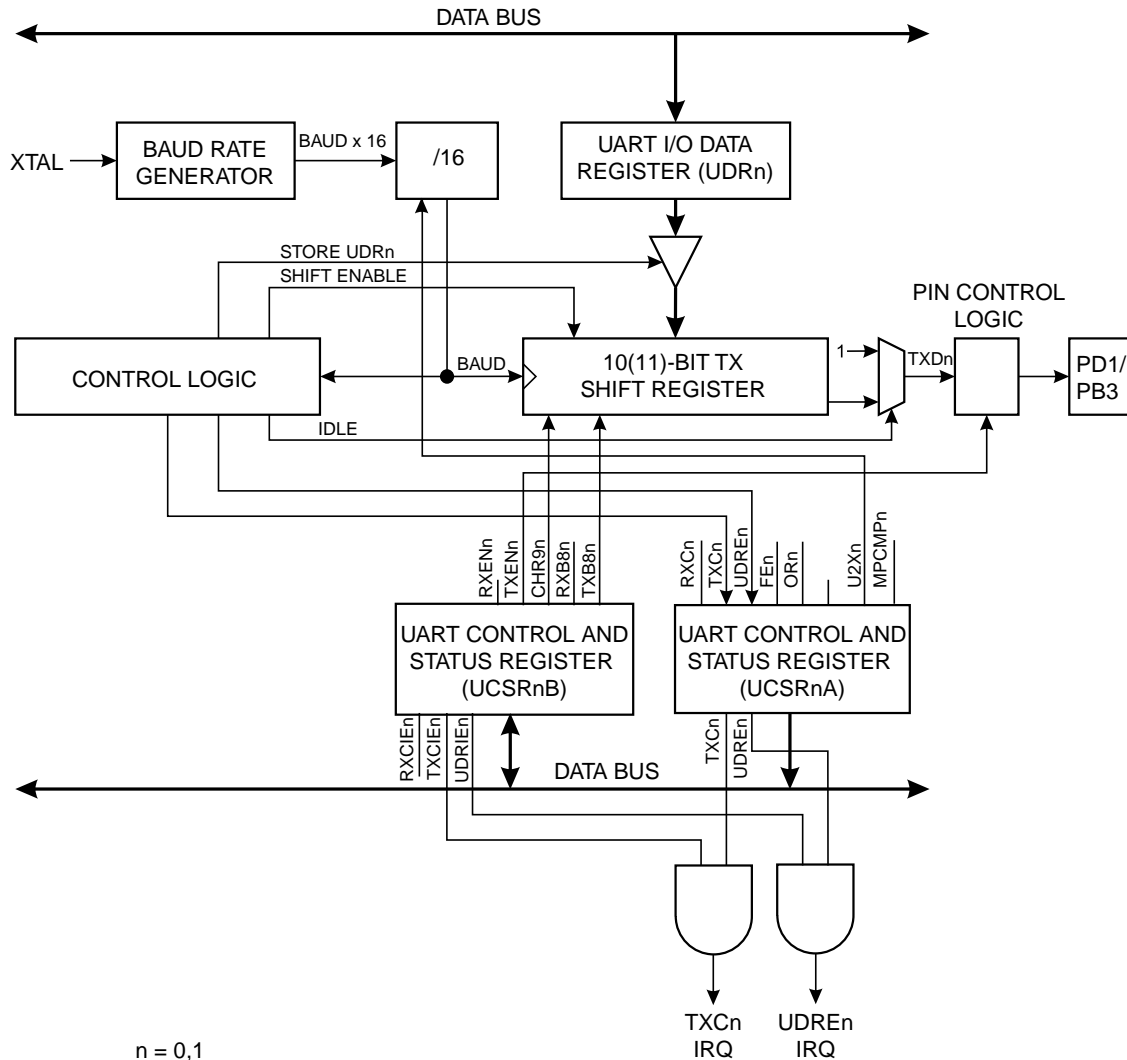 DATA BUS
XTAL
BAUD RATE
GENERATOR
BAUD x 16
/16
UART I/O DATA
REGISTER (UDRn)
STORE UDRn
SHIFT ENABLE
PIN CONTROL
LOGIC
CONTROL LOGIC
BAUD
10(11)-BIT TX
SHIFT REGISTER
1
TXDn
PD1/
PB3
IDLE
RXENn
TXENn
CHR9n
RXB8n
TXB8n
RXCn
TXCn
UDREn
FEn
ORn
U2Xn
MPCMPn
UART CONTROL AND
STATUS REGISTER
(UCSRnB)
UART CONTROL AND
STATUS REGISTER
(UCSRnA)
RXCIEn
TXCIEn
UDRIEn
TXCn
UDREn
DATA BUS
TXCn
IRQ
UDREn
IRQ
n = 0,1